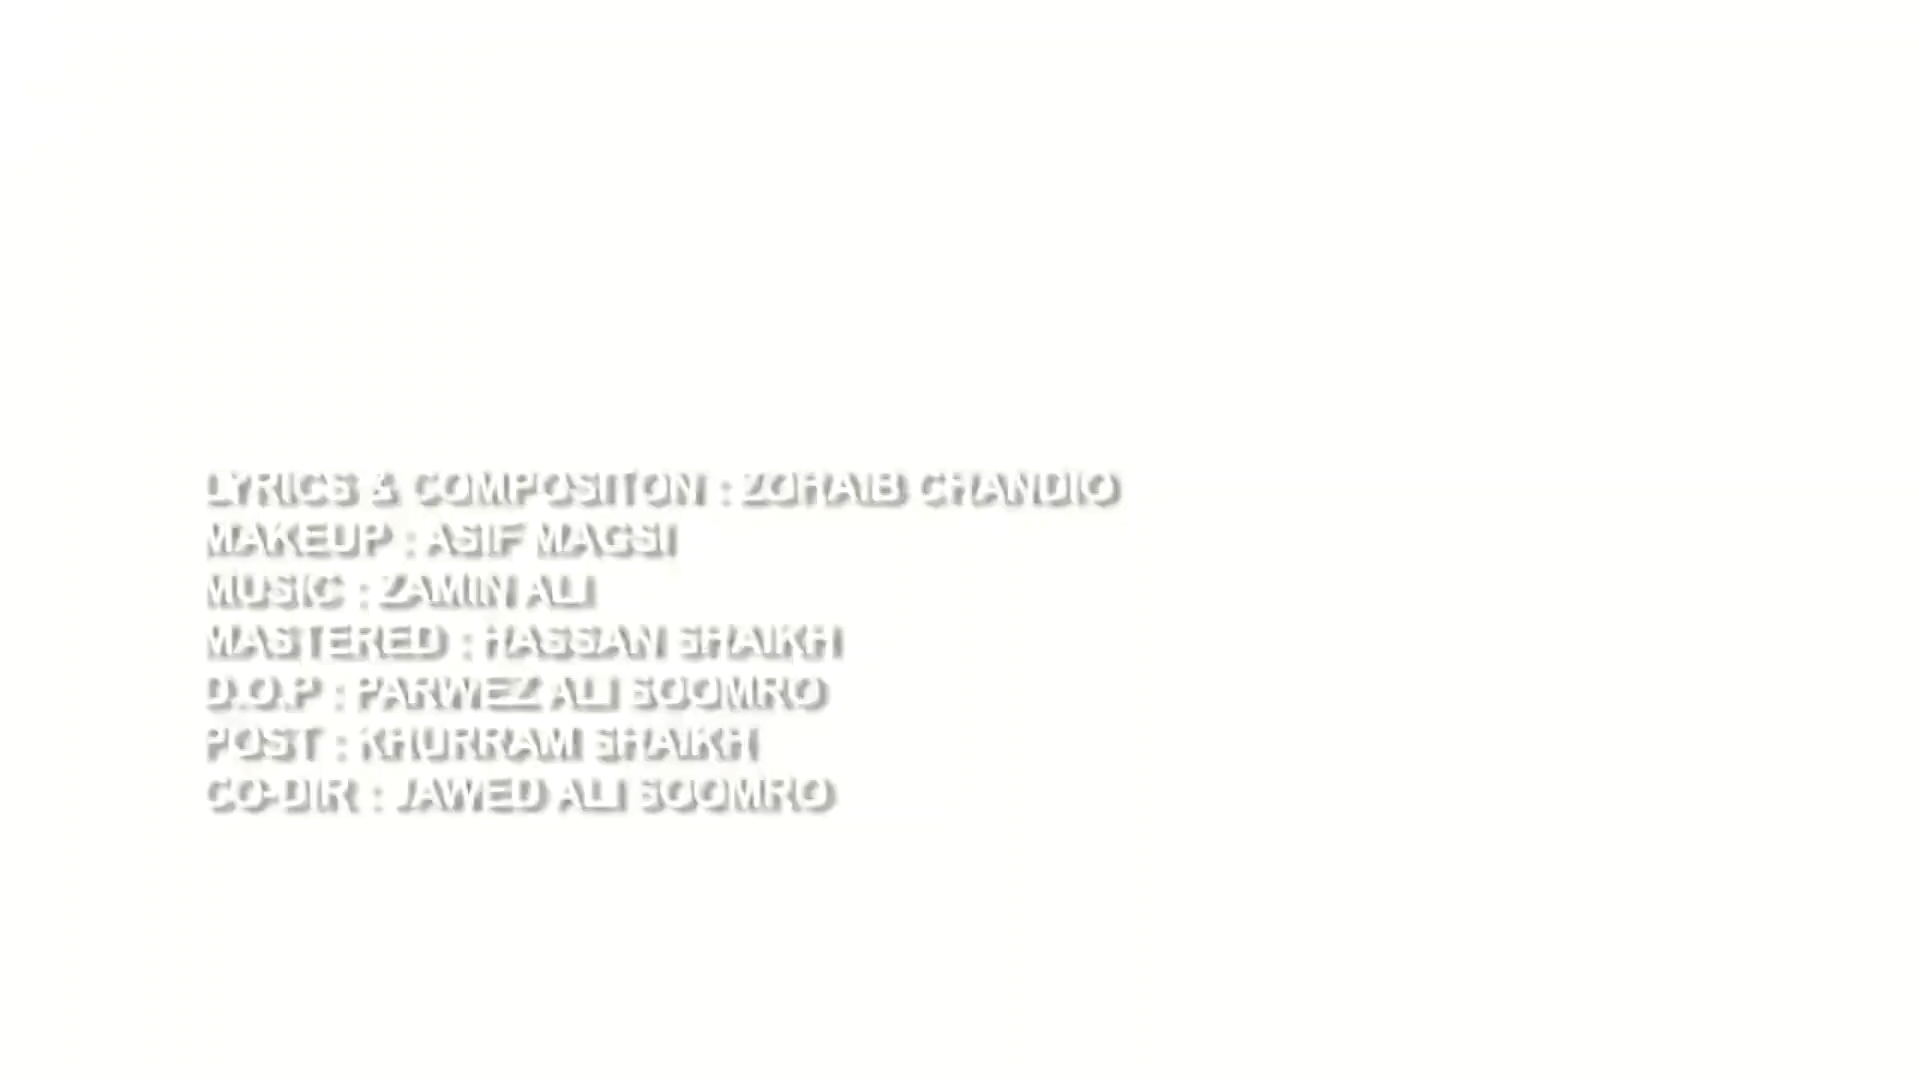 LYRICS & COMPOSITON : ZOHAIB CHANDIO
MAKEUP : ASIF MAGSI
MUSIC : ZAMIN ALI
MASTERED : HASSAN SHAIKH
D.O.P : PARWEZ ALI SOOMRO
POST : KHURRAM SHAIKH
CO-DIR : JAWED ALI SOOMRO